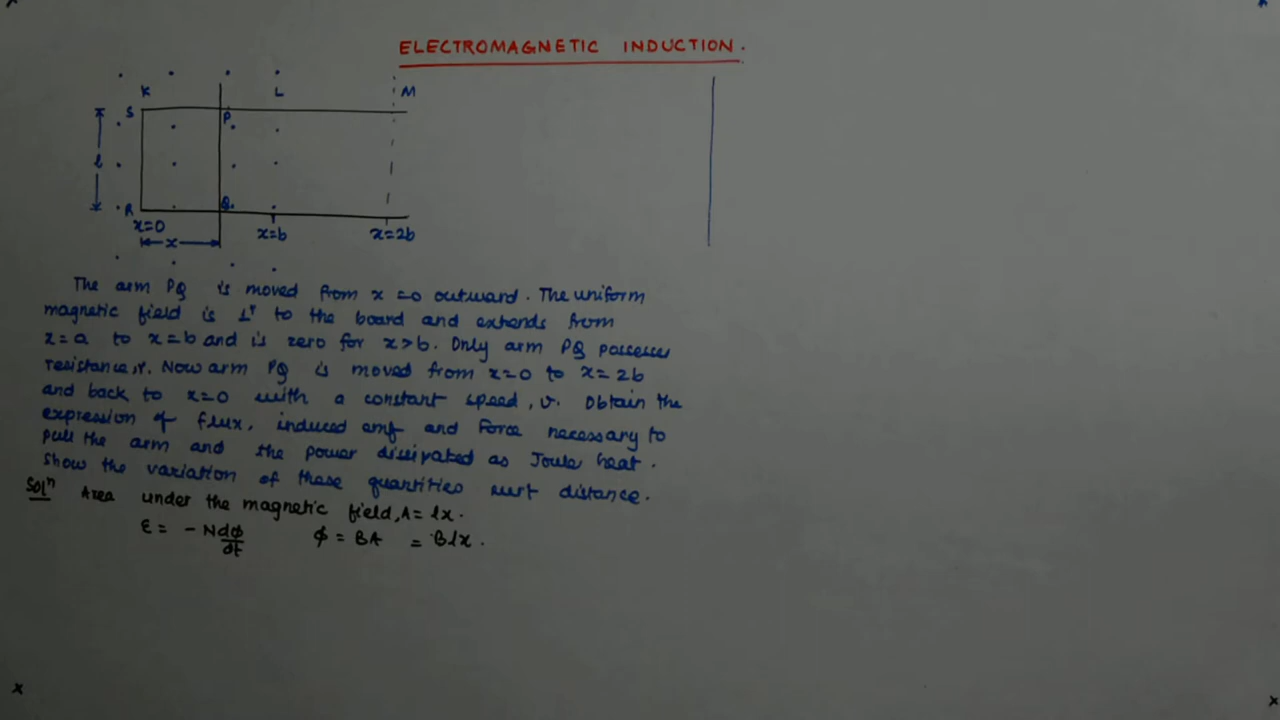 ELECTROMAGNETIC INDUCTION.
K L M
S P
l
R Q
x=0 x=b x=2b
x
The arm PQ is moved from x=0 outward. The uniform
magnetic field is ⊥r to the board and extends from
x=a to x=b and is zero for x>b. Only arm PQ possesses
resistance, r. Now arm PQ is moved from x=0 to x=2b
and back to x=0 with a constant speed, v. Obtain the
expression of flux, induced emf and Force necessary to
pull the arm and the power dissipated as Joule heat.
Show the variation of these quantities wrt distance.
Solⁿ Area under the magnetic field, A= lx.
ε = -N dφ/dt φ = BA = Blx.